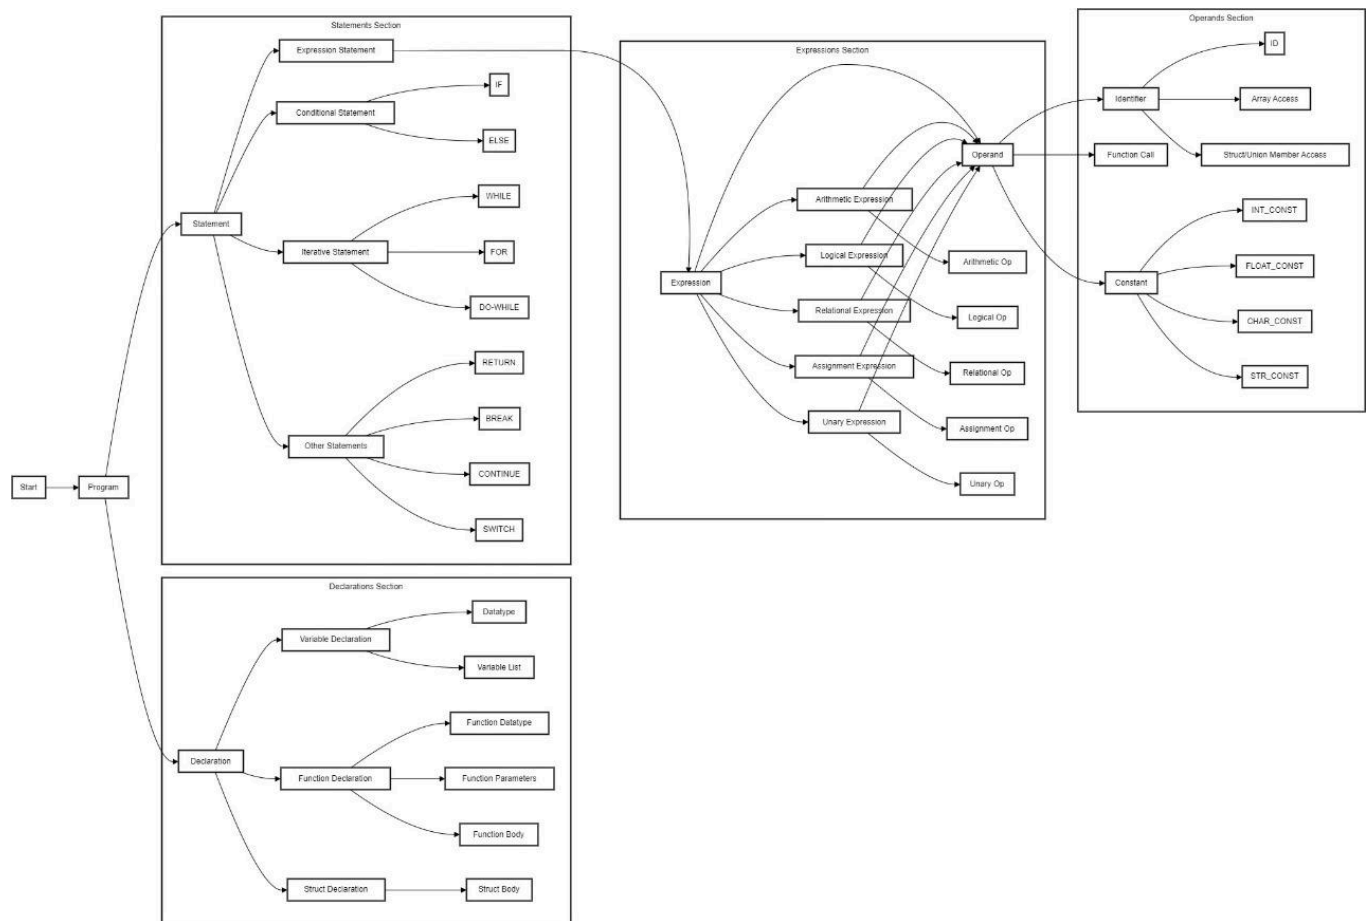 Start
Program
Statements Section
Statement
Expression Statement
Conditional Statement
IF
ELSE
Iterative Statement
WHILE
FOR
DO-WHILE
Other Statements
RETURN
BREAK
CONTINUE
SWITCH
Declarations Section
Declaration
Variable Declaration
Datatype
Variable List
Function Declaration
Function Datatype
Function Parameters
Function Body
Struct Declaration
Struct Body
Expressions Section
Expression
Operand
Arithmetic Expression
Arithmetic Op
Logical Expression
Logical Op
Relational Expression
Relational Op
Assignment Expression
Assignment Op
Unary Expression
Unary Op
Operands Section
Identifier
ID
Array Access
Struct/Union Member Access
Function Call
Constant
INT_CONST
FLOAT_CONST
CHAR_CONST
STR_CONST